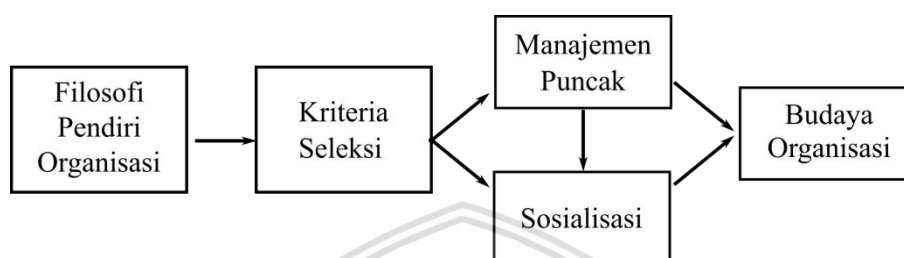 Filosofi
Pendiri
Organisasi
Kriteria
Seleksi
Manajemen
Puncak
Sosialisasi
Budaya
Organisasi